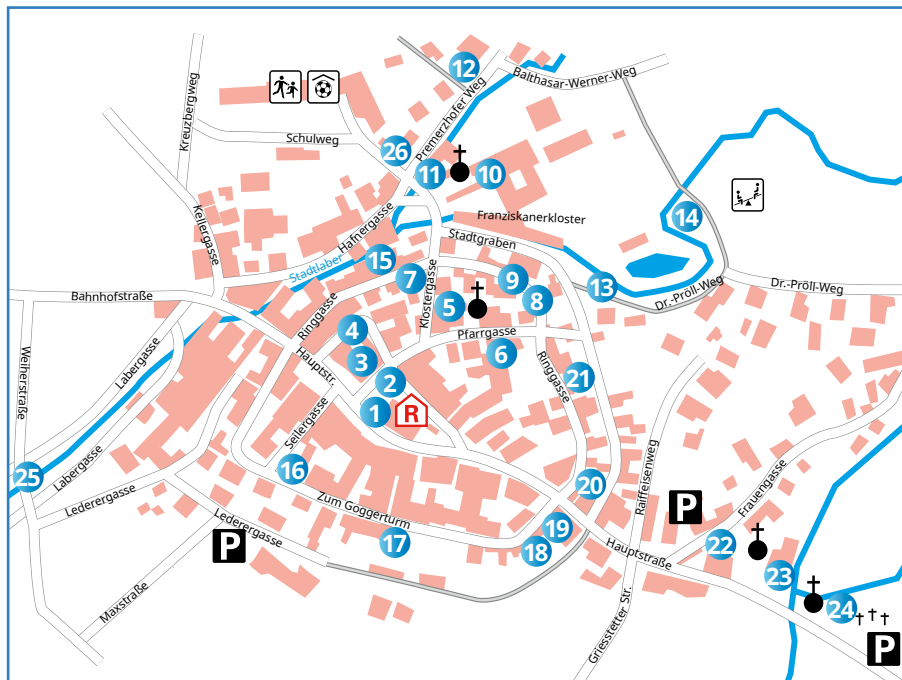 12
Balthasar-Werner-Weg
Kreuzbergweg
Premerzhofer Weg
Schulweg
26
11
10
Kellergasse
Hafnergasse
Franziskanerkloster
14
Stadtgraben
Stadtlaber
15
7
9
13
Dr.-Pröll-Weg
Dr.-Pröll-Weg
Bahnhofstraße
Klostergasse
5
8
Ringgasse
4
Pfarrgasse
6
3
Hauptstr.
Labergasse
Weiherstraße
2
21
Ringgasse
1
R
Seilergasse
16
25
Labergasse
20
Raiffeisenweg
Frauengasse
Ledergasse
Zum Goggerturm
P
Lederergasse
P
17
19
18
22
Hauptstraße
23
Maxstraße
24
Griesstetter Str.
P